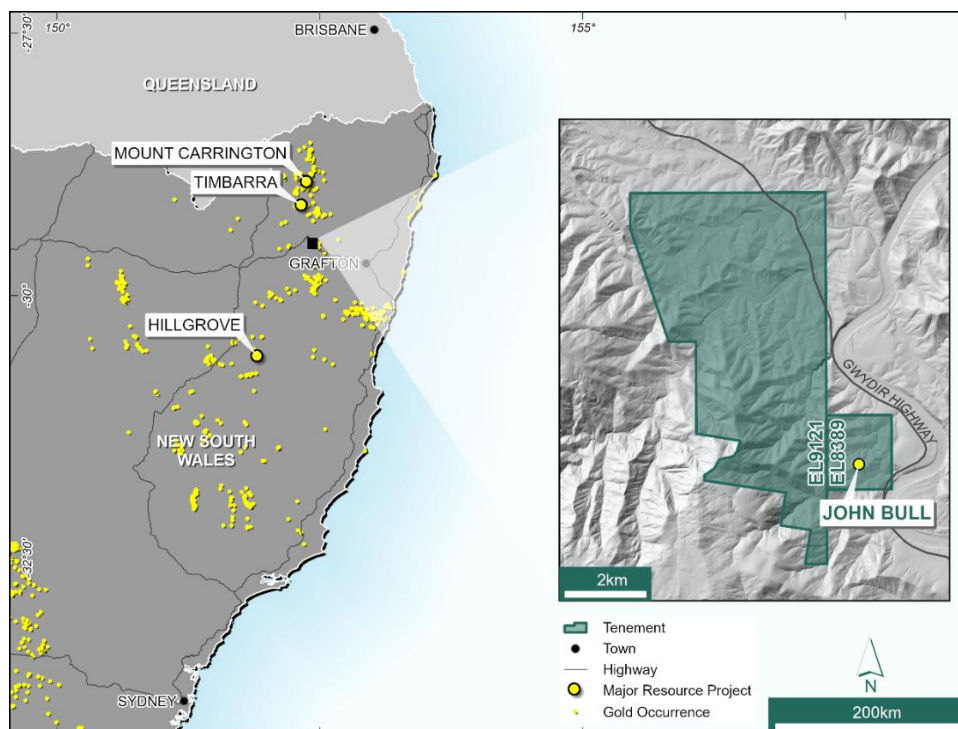 150°
155°
-27°30'
BRISBANE
QUEENSLAND
MOUNT CARRINGTON
TIMBARRA
GRAFTON
-30°
HILLGROVE
NEW SOUTH
WALES
-32°30'
SYDNEY
GWYDIR HIGHWAY
EL9121
EL8389
JOHN BULL
2km
Tenement
Town
Highway
Major Resource Project
Gold Occurrence
N
200km